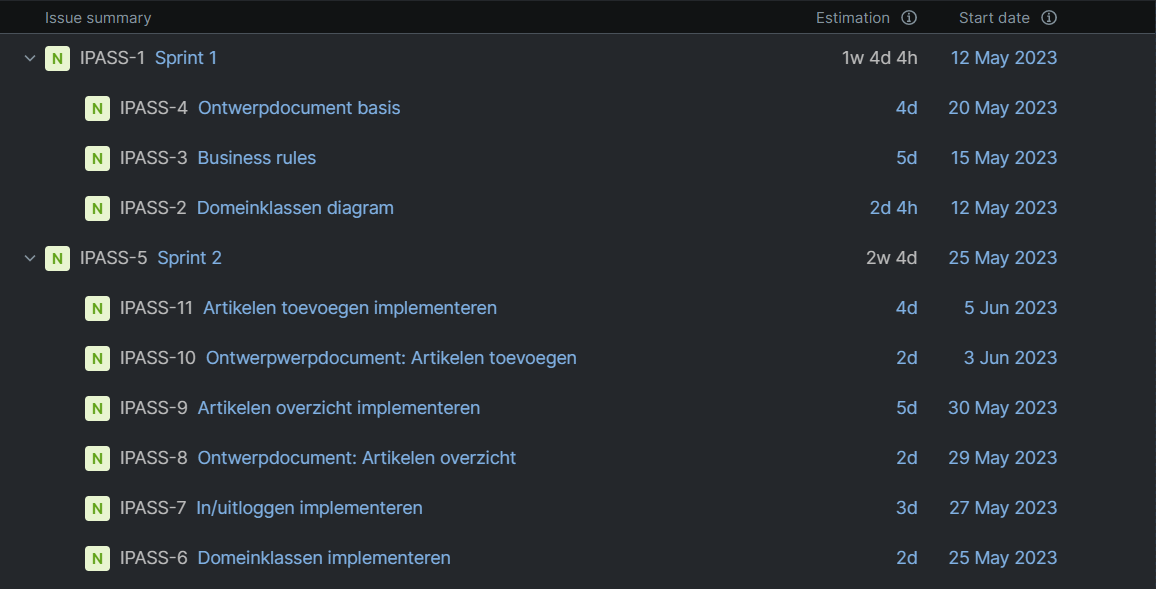 Issue summary Estimation Start date
N IPASS-1 Sprint 1 1w 4d 4h 12 May 2023
N IPASS-4 Ontwerpdocument basis 4d 20 May 2023
N IPASS-3 Business rules 5d 15 May 2023
N IPASS-2 Domeinklassen diagram 2d 4h 12 May 2023
N IPASS-5 Sprint 2 2w 4d 25 May 2023
N IPASS-11 Artikelen toevoegen implementeren 4d 5 Jun 2023
N IPASS-10 Ontwerpwerpdocument: Artikelen toevoegen 2d 3 Jun 2023
N IPASS-9 Artikelen overzicht implementeren 5d 30 May 2023
N IPASS-8 Ontwerpdocument: Artikelen overzicht 2d 29 May 2023
N IPASS-7 In/uitloggen implementeren 3d 27 May 2023
N IPASS-6 Domeinklassen implementeren 2d 25 May 2023